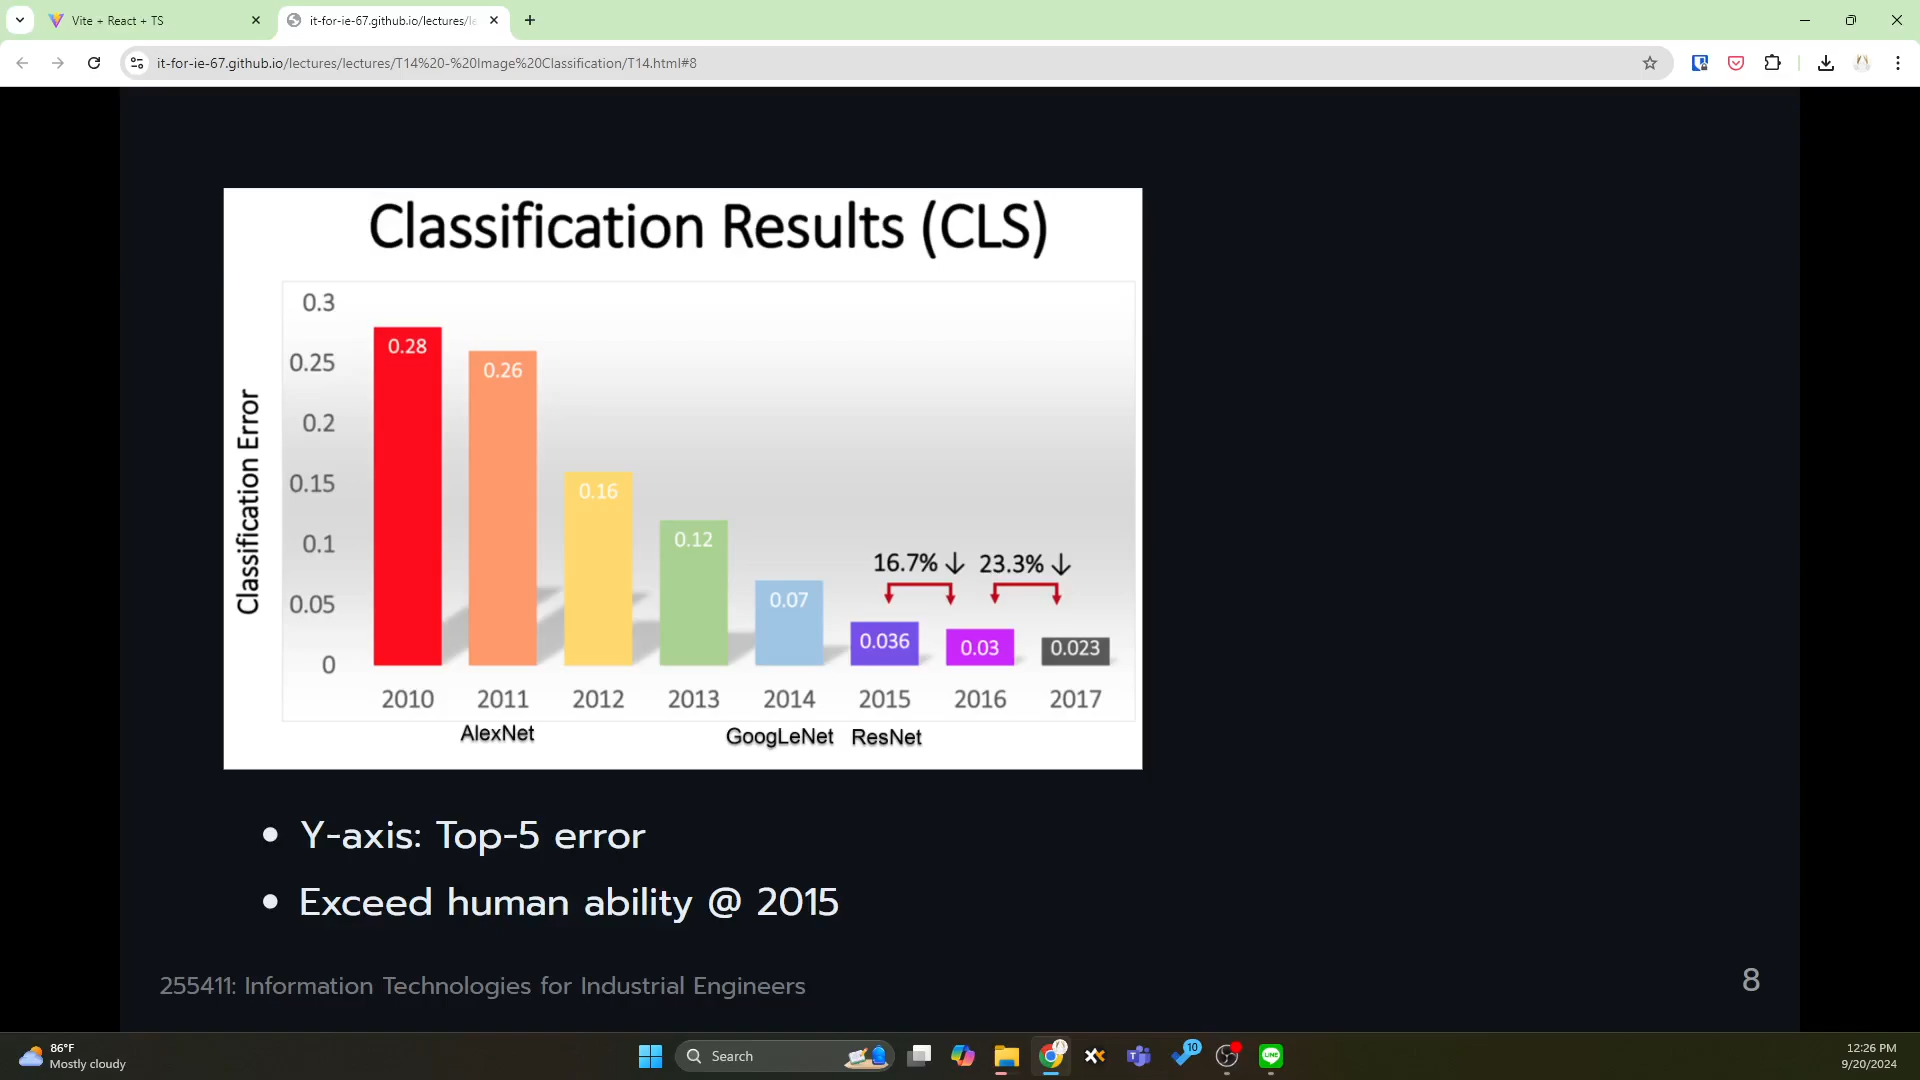 Vite + React + TS
it-for-ie-67.github.io/lectures/le
it-for-ie-67.github.io/lectures/lectures/T14%20-%20Image%20Classification/T14.html#8
Classification Results (CLS)
Classification Error
0.3
0.25
0.2
0.15
0.1
0.05
0
0.28
0.26
0.16
0.12
0.07
0.036
0.03
0.023
16.7% ↓ 23.3% ↓
2010 2011 2012 2013 2014 2015 2016 2017
AlexNet GoogLeNet ResNet
• Y-axis: Top-5 error
• Exceed human ability @ 2015
255411: Information Technologies for Industrial Engineers
8
86°F
Mostly cloudy
Search
10
LINE
12:26 PM
9/20/2024